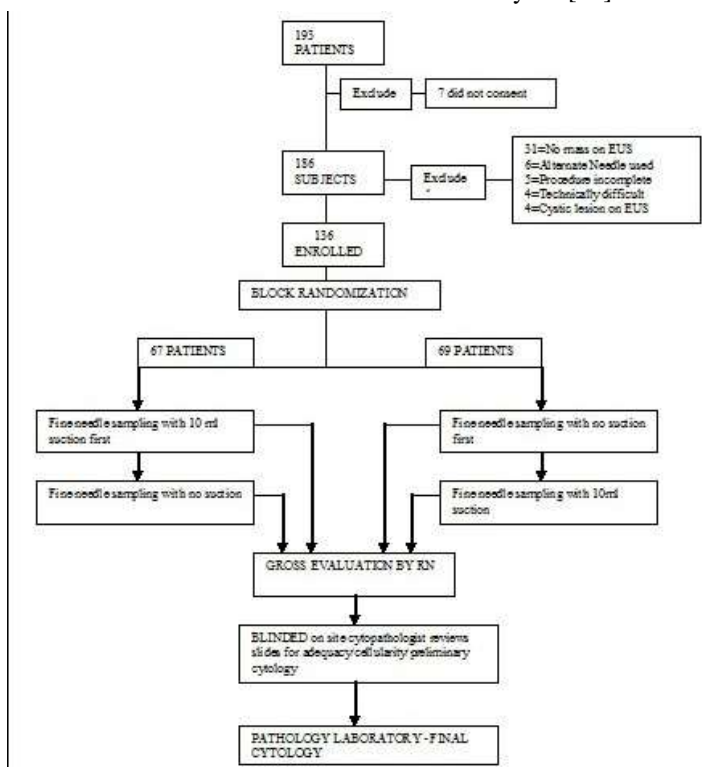 193
PATIENTS
Exclude
7 did not consent
186
SUBJECTS
Exclude
31=No mass on EUS
6=Alternate Needle used
5=Procedure incomplete
4=Technically difficult
4=Cystic lesion on EUS
136
ENROLLED
BLOCK RANDOMIZATION
67 PATIENTS
69 PATIENTS
Fine needle sampling with 10 ml
suction first
Fine needle sampling with no suction
first
Fine needle sampling with no suction
Fine needle sampling with 10ml
suction
GROSS EVALUATION BY RN
BLINDED on site cytopathologist reviews
slides for adequacy/cellularity preliminary
cytology
PATHOLOGY LABORATORY - FINAL
CYTOLOGY